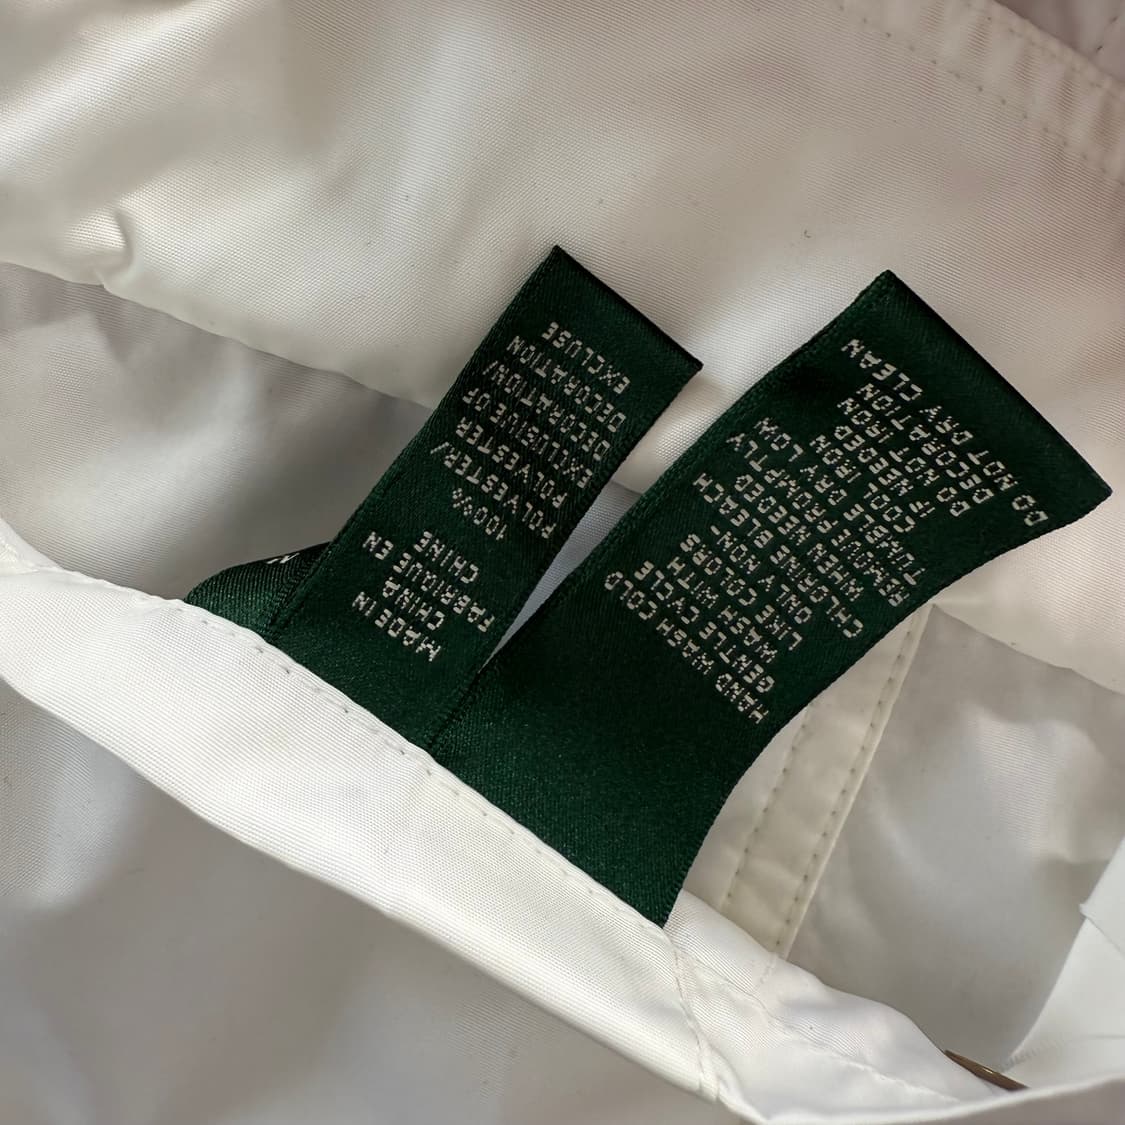 MADE IN
CHINA
FABRIQUE EN
CHINE
100%
POLYESTER/
POLYESTER
EXCLUSIVE OF
DECORATION/
DECORATION
EXCLUSE
HAND WASH COLD
GENTLE CYCLE
WASH WITH
LIKE COLORS
ONLY NON
CHLORINE BLEACH
WHEN NEEDED
REMOVE PROMPTLY
TUMBLE DRY LOW
COOL IRON
IF NEEDED
DO NOT IRON
DECORATION
DO NOT DRY CLEAN